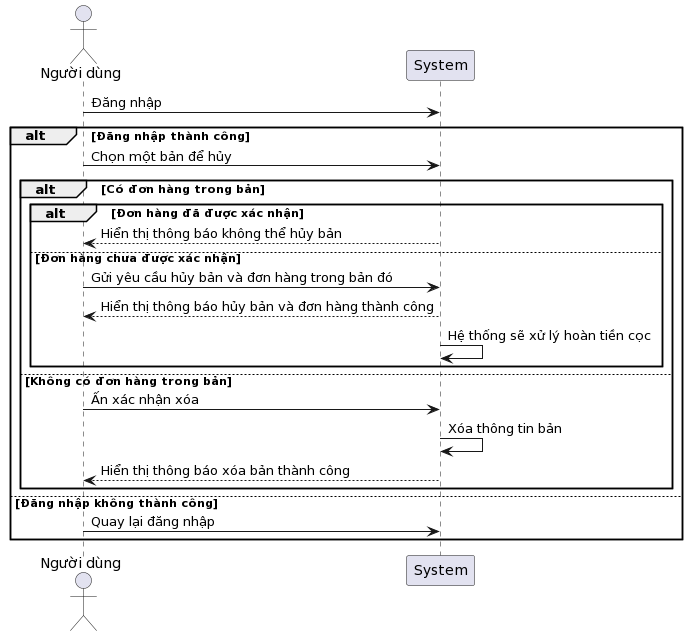 Người dùng
System
Đăng nhập
alt [Đăng nhập thành công]
Chọn một bản để hủy
alt [Có đơn hàng trong bản]
alt [Đơn hàng đã được xác nhận]
Hiển thị thông báo không thể hủy bản
[Đơn hàng chưa được xác nhận]
Gửi yêu cầu hủy bản và đơn hàng trong bản đó
Hiển thị thông báo hủy bản và đơn hàng thành công
Hệ thống sẽ xử lý hoàn tiền cọc
[Không có đơn hàng trong bản]
Ấn xác nhận xóa
Xóa thông tin bản
Hiển thị thông báo xóa bản thành công
[Đăng nhập không thành công]
Quay lại đăng nhập
Người dùng
System